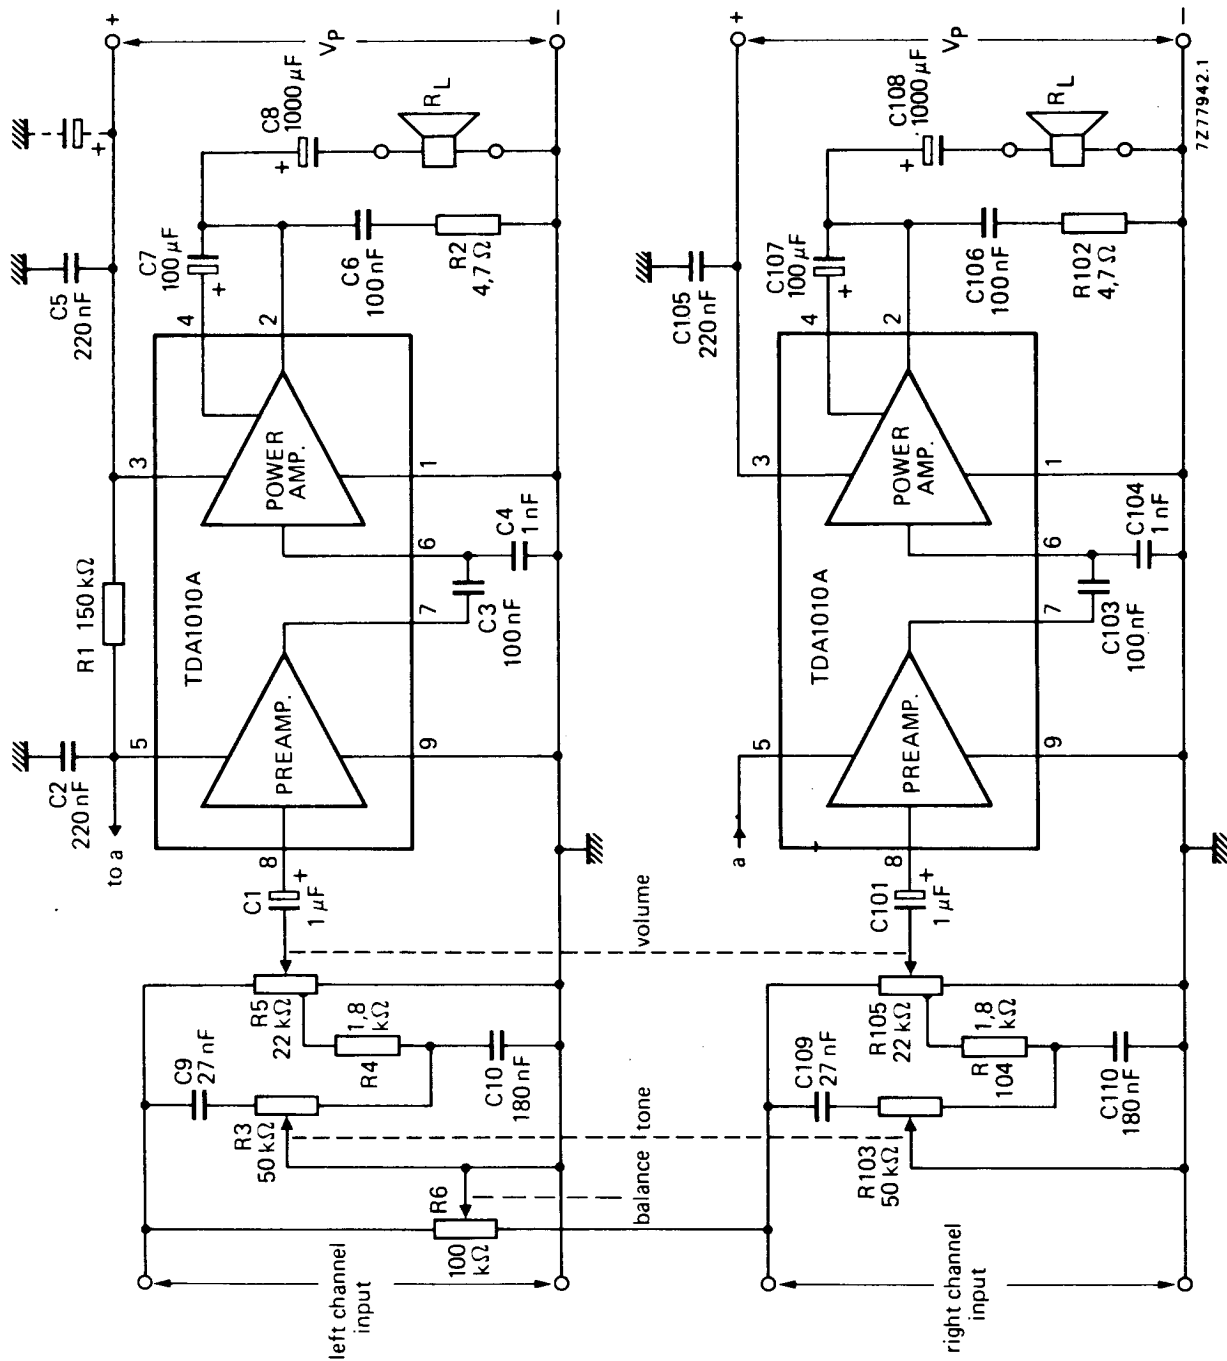 +
C5
220 nF
C2
220 nF
to a
R1 150 kΩ
+
−
VP
C7
100 µF
+
C8
1000 µF
+
RL
C6
100 nF
R2
4,7 Ω
TDA1010A
PREAMP.
POWER
AMP.
5
3
4
2
8
9
7
6
1
C3
100 nF
C4
1 nF
C1
1 µF
+
R5
22 kΩ
1,8
kΩ
R4
C9
27 nF
R3
50 kΩ
C10
180 nF
R6
100
kΩ
left channel
input
balance
tone
volume
a
C105
220 nF
+
−
VP
C107
100 µF
+
C108
1000 µF
+
RL
C106
100 nF
R102
4,7 Ω
TDA1010A
PREAMP.
POWER
AMP.
5
3
4
2
8
9
7
6
1
C103
100 nF
C104
1 nF
C101
1 µF
+
R105
22 kΩ
1,8
kΩ
R
104
C109
27 nF
R103
50 kΩ
C110
180 nF
right channel
input
7Z77942.1